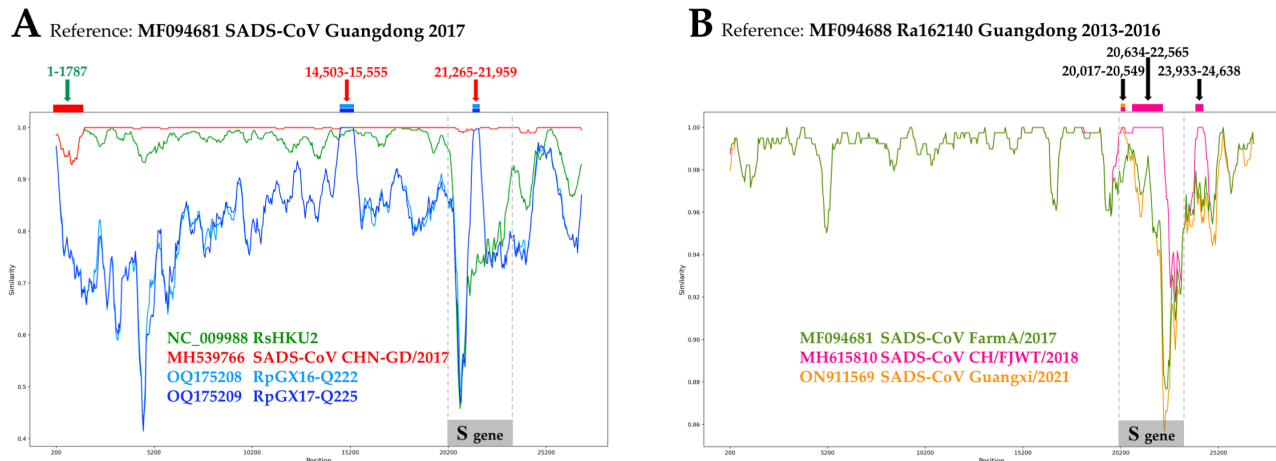 A Reference: MF094681 SADS-CoV Guangdong 2017
1-1787
14,503-15,555
21,265-21,959
1.0
0.9
0.8
0.7
0.6
0.5
0.4
Similarity
NC_009988 RsHKU2
MH539766 SADS-CoV CHN-GD/2017
OQ175208 RpGX16-Q222
OQ175209 RpGX17-Q225
S gene
200
5200
10200
15200
20200
25200
Position
B Reference: MF094688 Ra162140 Guangdong 2013-2016
20,634-22,565
20,017-20,549
23,933-24,638
1.00
0.98
0.96
0.94
0.92
0.90
0.88
0.86
Similarity
MF094681 SADS-CoV FarmA/2017
MH615810 SADS-CoV CH/FJWT/2018
ON911569 SADS-CoV Guangxi/2021
S gene
200
5200
10200
15200
20200
25200
Position